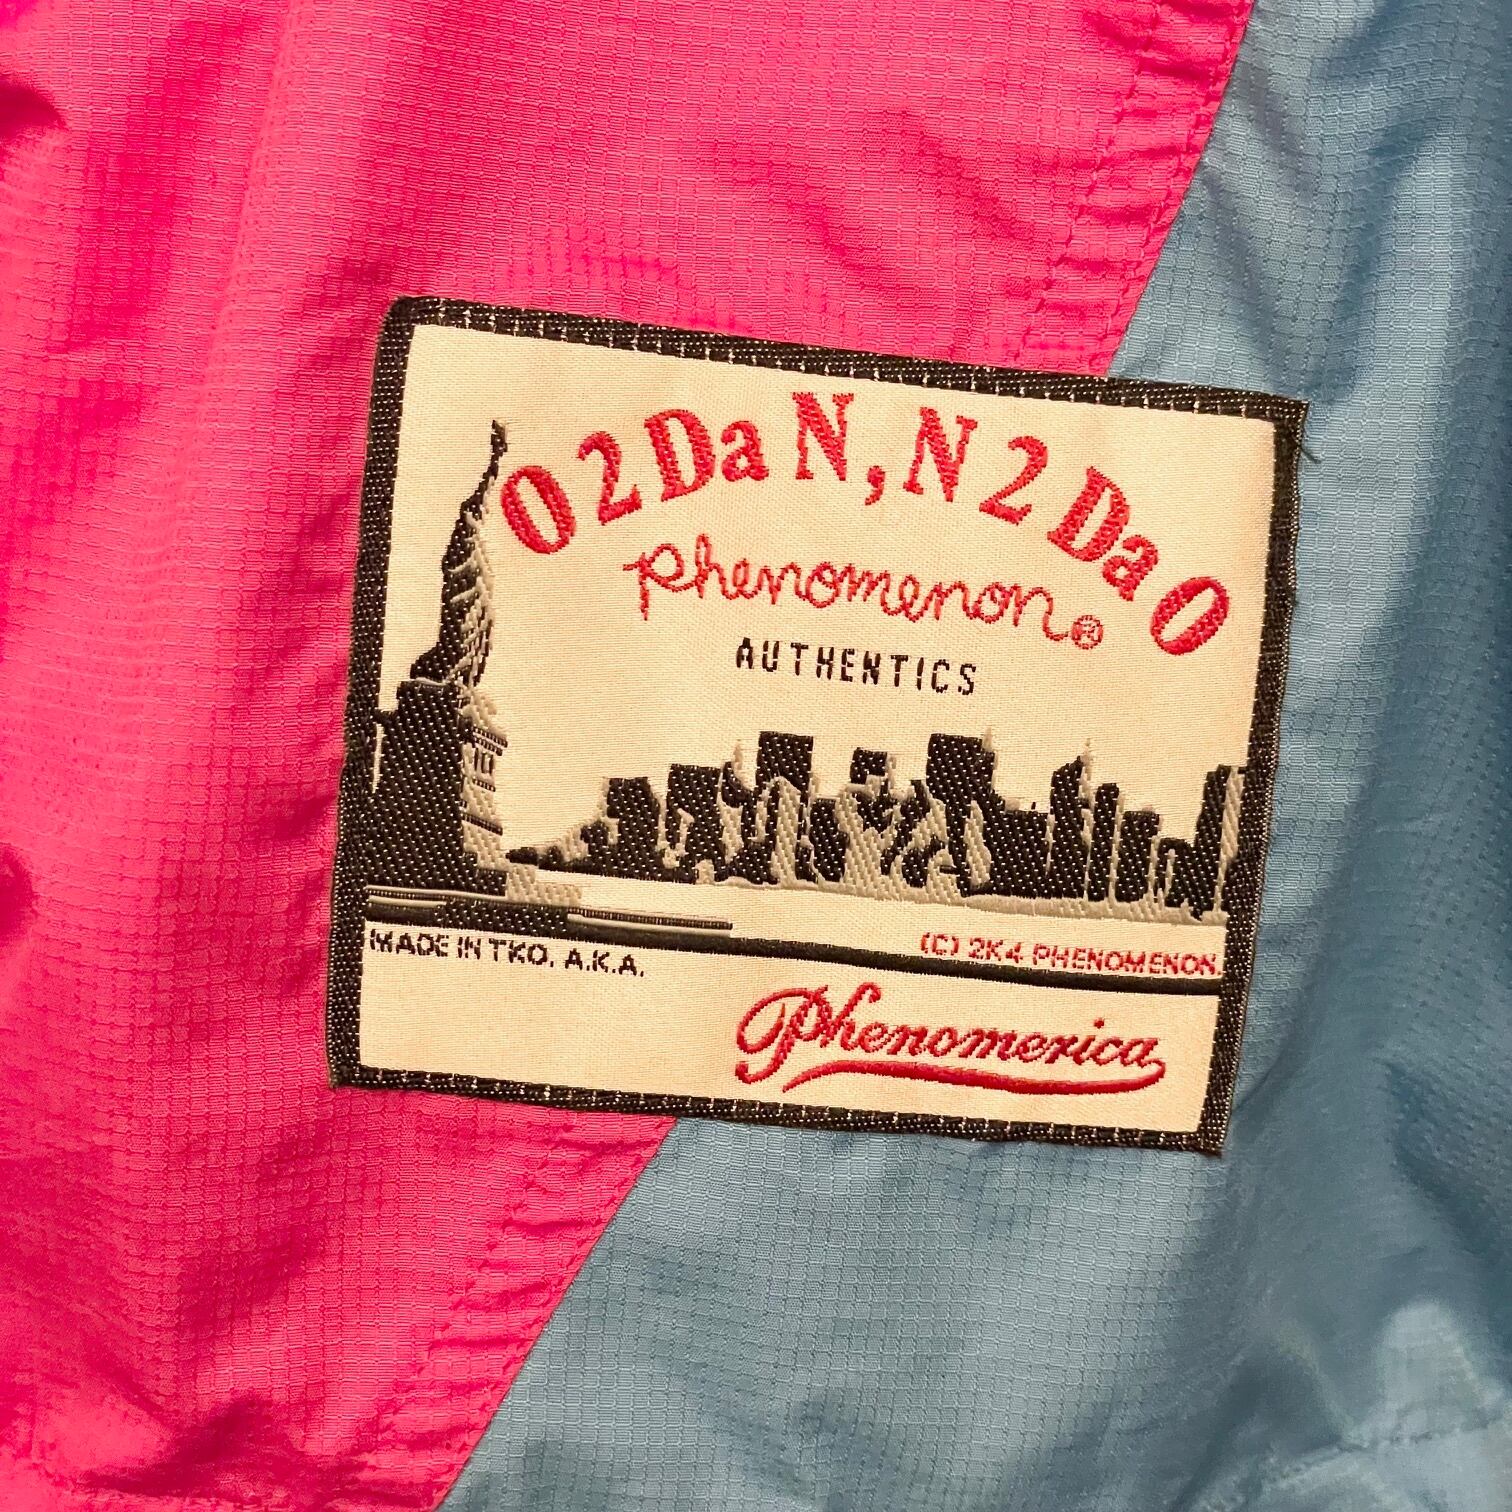 O 2 Da N, N 2 Da O
phenomenon®
AUTHENTICS
MADE IN TKO. A.K.A.
(C) 2K4 PHENOMENON.
Phenomerica